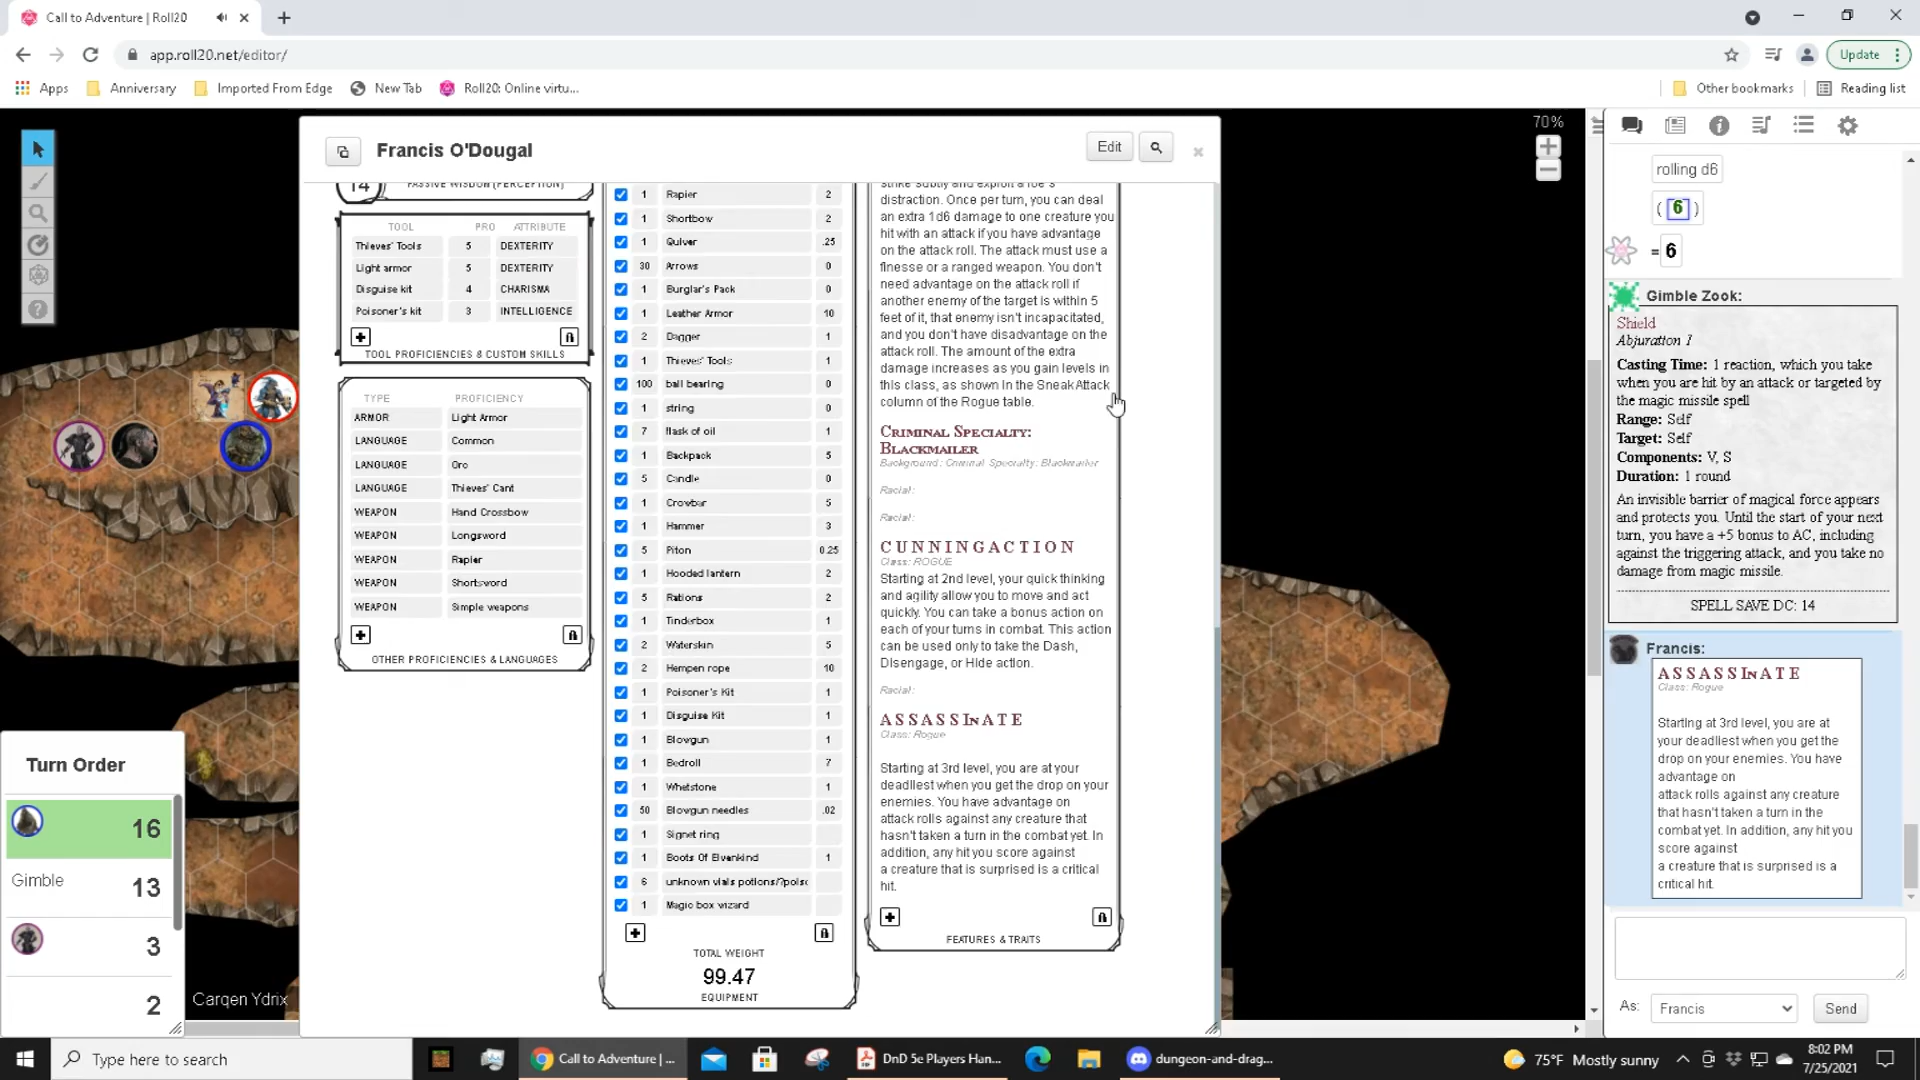 Call to Adventure | Roll20
app.roll20.net/editor/
Update
Apps
Anniversary
Imported From Edge
New Tab
Roll20: Online virtu...
Other bookmarks
Reading list
Francis O'Dougal
Edit
70%
14
PASSIVE WISDOM (PERCEPTION)
TOOL PRO ATTRIBUTE
Thieves' Tools 5 DEXTERITY
Light armor 5 DEXTERITY
Disguise kit 4 CHARISMA
Poisoner's kit 3 INTELLIGENCE
TOOL PROFICIENCIES & CUSTOM SKILLS
TYPE PROFICIENCY
ARMOR Light Armor
LANGUAGE Common
LANGUAGE Orc
LANGUAGE Thieves' Cant
WEAPON Hand Crossbow
WEAPON Longsword
WEAPON Rapier
WEAPON Shortsword
WEAPON Simple weapons
OTHER PROFICIENCIES & LANGUAGES
1 Rapier 2
1 Shortbow 2
1 Quiver .25
30 Arrows 0
1 Burglar's Pack 0
1 Leather Armor 10
2 Dagger 1
1 Thieves' Tools 1
100 ball bearing 0
1 string 0
7 flask of oil 1
1 Backpack 5
5 Candle 0
1 Crowbar 5
1 Hammer 3
5 Piton 0.25
1 Hooded lantern 2
5 Rations 2
1 Tinderbox 1
2 Waterskin 5
2 Hempen rope 10
1 Poisoner's Kit 1
1 Disguise Kit 1
1 Blowgun 1
1 Bedroll 7
1 Whetstone 1
50 Blowgun needles .02
1 Signet ring
1 Boots Of Elvenkind 1
6 unknown vials potions/?poisc
1 Magic box wizard
TOTAL WEIGHT
99.47
EQUIPMENT
strike subtly and exploit a foe's
distraction. Once per turn, you can deal
an extra 1d6 damage to one creature you
hit with an attack if you have advantage
on the attack roll. The attack must use a
finesse or a ranged weapon. You don't
need advantage on the attack roll if
another enemy of the target is within 5
feet of it, that enemy isn't incapacitated,
and you don't have disadvantage on the
attack roll. The amount of the extra
damage increases as you gain levels in
this class, as shown in the Sneak Attack
column of the Rogue table.
CRIMINAL SPECIALTY:
BLACKMAILER
Background: Criminal Specialty: Blackmailer
Racial:
Racial:
CUNNINGACTION
Class: ROGUE
Starting at 2nd level, your quick thinking
and agility allow you to move and act
quickly. You can take a bonus action on
each of your turns in combat. This action
can be used only to take the Dash,
Disengage, or Hide action.
Racial:
ASSASSINATE
Class: Rogue
Starting at 3rd level, you are at your
deadliest when you get the drop on your
enemies. You have advantage on
attack rolls against any creature that
hasn't taken a turn in the combat yet. In
addition, any hit you score against
a creature that is surprised is a critical
hit.
FEATURES & TRAITS
Turn Order
16
Gimble 13
3
2
Carqen Ydrix
rolling d6
(6)
=6
Gimble Zook:
Shield
Abjuration 1
Casting Time: 1 reaction, which you take
when you are hit by an attack or targeted by
the magic missile spell
Range: Self
Target: Self
Components: V, S
Duration: 1 round
An invisible barrier of magical force appears
and protects you. Until the start of your next
turn, you have a +5 bonus to AC, including
against the triggering attack, and you take no
damage from magic missile.
SPELL SAVE DC: 14
Francis:
ASSASSINATE
Class: Rogue
Starting at 3rd level, you are at
your deadliest when you get the
drop on your enemies. You have
advantage on
attack rolls against any creature
that hasn't taken a turn in the
combat yet. In addition, any hit you
score against
a creature that is surprised is a
critical hit.
As: Francis
Send
Type here to search
Call to Adventure | ...
DnD 5e Players Han...
dungeon-and-drag...
75°F Mostly sunny
8:02 PM
7/25/2021